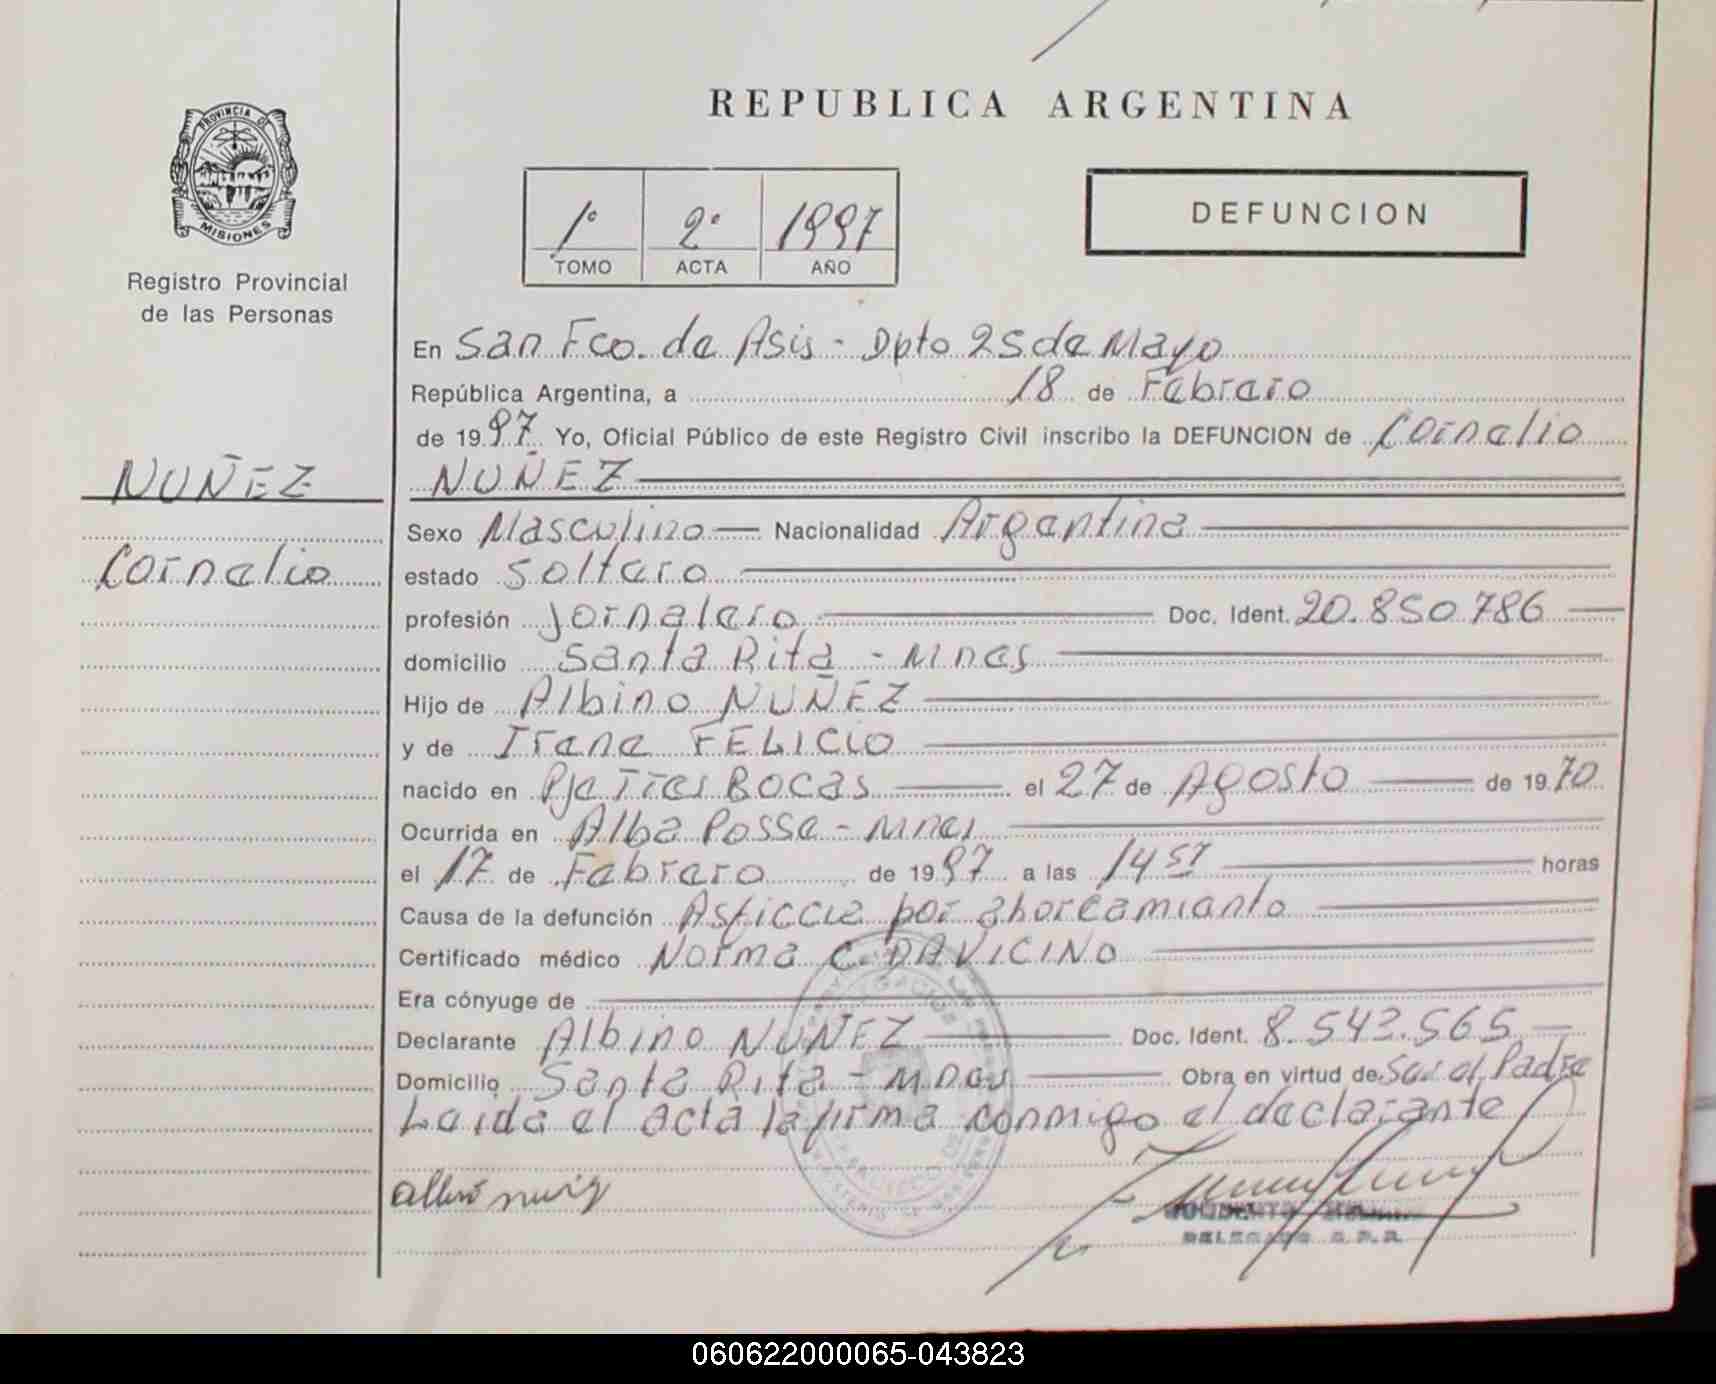 REPUBLICA ARGENTINA
PROVINCIA DE
MISIONES
Registro Provincial
de las Personas
1º 2º 1997
TOMO ACTA AÑO
DEFUNCION
En San Fco. de Asis - Dpto 25 de Mayo
República Argentina, a 18 de Febrero
de 1997 Yo, Oficial Público de este Registro Civil inscribo la DEFUNCION de Cornelio
NUÑEZ
NUÑEZ
Cornelio
Sexo Masculino Nacionalidad Argentina
estado Soltero
profesión Jornalero Doc. Ident. 20.850.786
domicilio Santa Rita - Mnes
Hijo de Albino NUÑEZ
y de Irene FELICIO
nacido en Pje Tres Bocas el 27 de Agosto de 1970
Ocurrida en Alba Posse - Mnes
el 17 de Febrero de 1997 a las 14 horas
Causa de la defunción Asficcia por ahorcamiento
Certificado médico Norma C. DAVICINO
Era cónyuge de
Declarante Albino NUÑEZ Doc. Ident. 8.543.565
Domicilio Santa Rita - Mnes Obra en virtud de Ser el Padre
Leida el acta la firma conmigo el declarante
DELEGADO R.P.P.
060622000065-043823